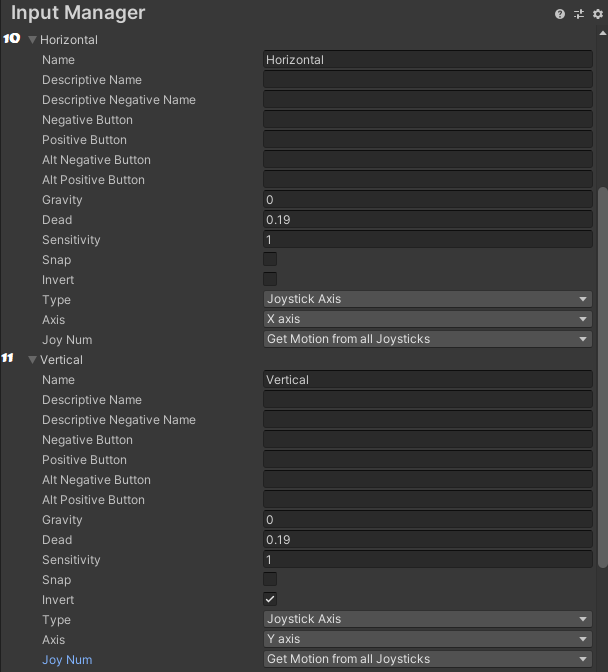 Input Manager
10 Horizontal
Name Horizontal
Descriptive Name
Descriptive Negative Name
Negative Button
Positive Button
Alt Negative Button
Alt Positive Button
Gravity 0
Dead 0.19
Sensitivity 1
Snap
Invert
Type Joystick Axis
Axis X axis
Joy Num Get Motion from all Joysticks
11 Vertical
Name Vertical
Descriptive Name
Descriptive Negative Name
Negative Button
Positive Button
Alt Negative Button
Alt Positive Button
Gravity 0
Dead 0.19
Sensitivity 1
Snap
Invert
Type Joystick Axis
Axis Y axis
Joy Num Get Motion from all Joysticks